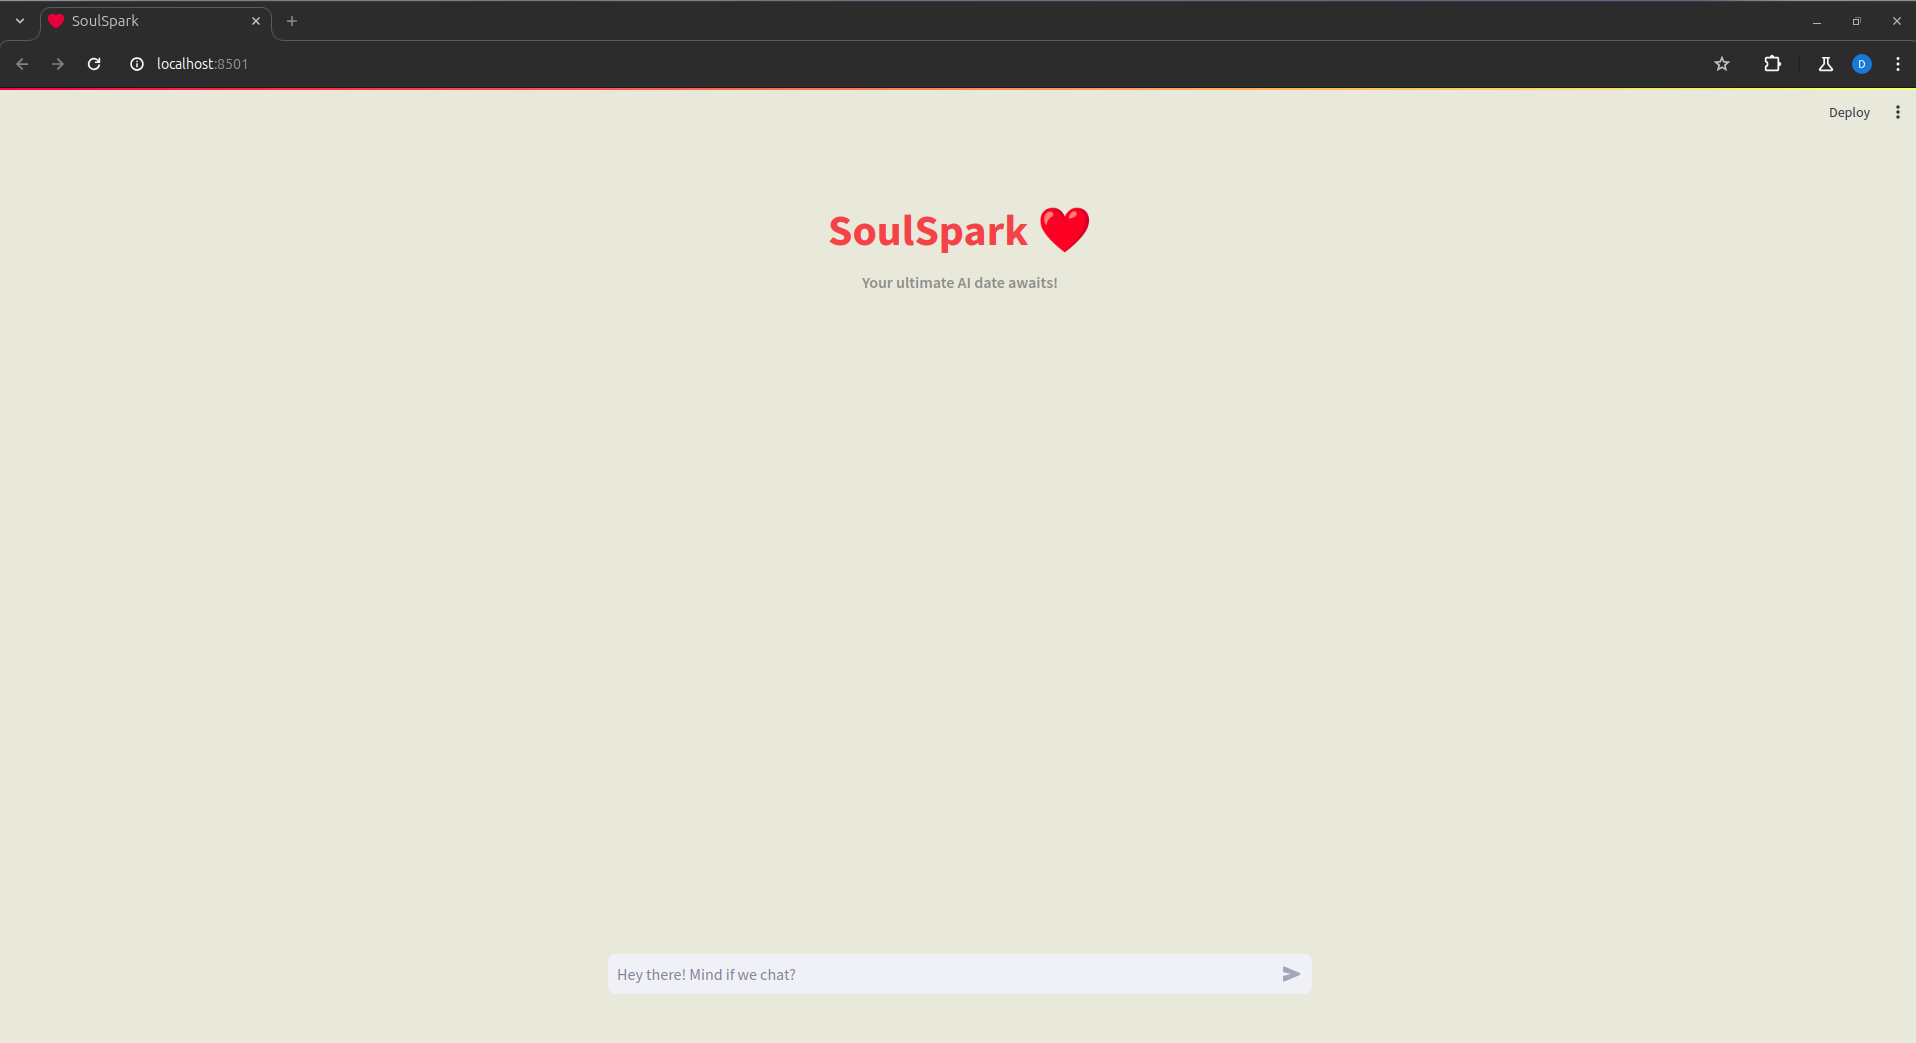 SoulSpark
localhost:8501
D
Deploy
SoulSpark
Your ultimate AI date awaits!
Hey there! Mind if we chat?